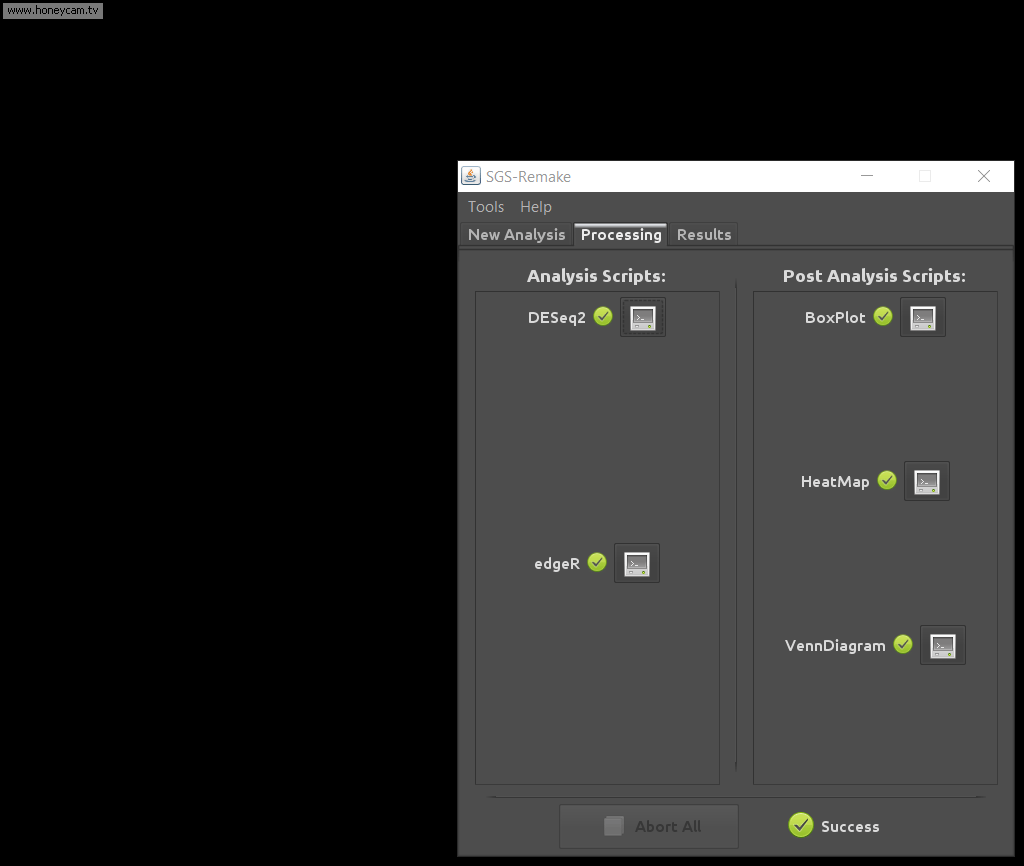 www.honeycam.tv
SGS-Remake
Tools Help
New Analysis Processing Results
Analysis Scripts: Post Analysis Scripts:
DESeq2 BoxPlot
HeatMap
edgeR
VennDiagram
Abort All Success